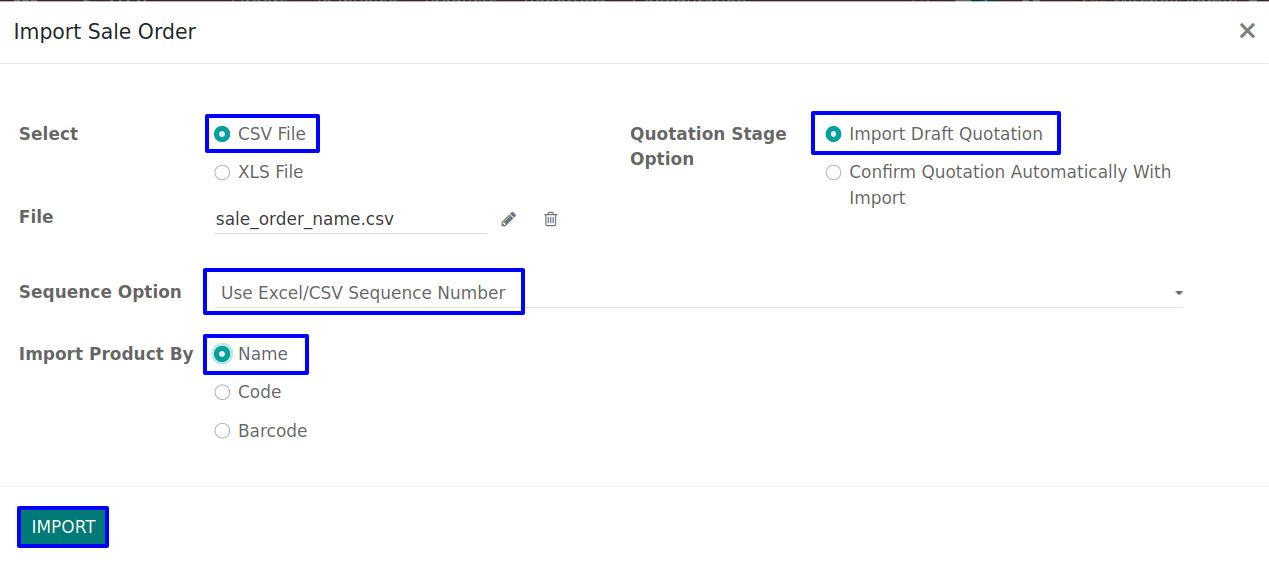 Import Sale Order
Select
CSV File
XLS File
Quotation Stage
Option
Import Draft Quotation
Confirm Quotation Automatically With
Import
File
sale_order_name.csv
Sequence Option
Use Excel/CSV Sequence Number
Import Product By
Name
Code
Barcode
IMPORT